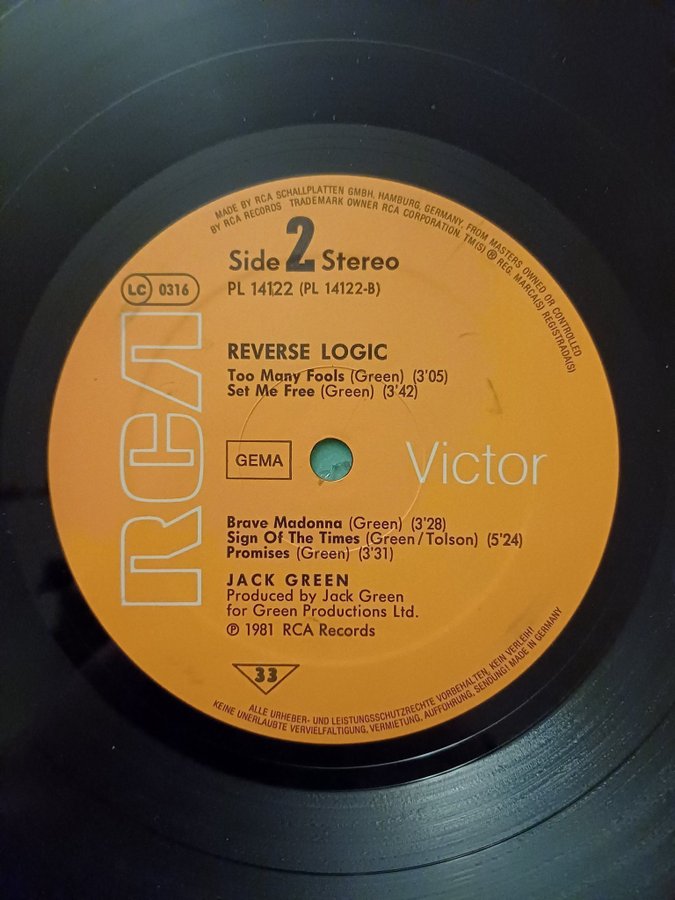 MADE BY RCA SCHALLPLATTEN GMBH, HAMBURG, GERMANY, FROM MASTERS OWNED OR CONTROLLED
BY RCA RECORDS TRADEMARK OWNER RCA CORPORATION. TM(S) ® REG. MARCA(S) REGISTRADA(S)
Side 2 Stereo
PL 14122 (PL 14122-B)
LC 0316
RCA
REVERSE LOGIC
Too Many Fools (Green) (3'05)
Set Me Free (Green) (3'42)
GEMA
Victor
Brave Madonna (Green) (3'28)
Sign Of The Times (Green/Tolson) (5'24)
Promises (Green) (3'31)
JACK GREEN
Produced by Jack Green
for Green Productions Ltd.
℗ 1981 RCA Records
33
ALLE URHEBER- UND LEISTUNGSSCHUTZRECHTE VORBEHALTEN, KEIN VERLEIH!
KEINE UNERLAUBTE VERVIELFÄLTIGUNG, VERMIETUNG, AUFFÜHRUNG, SENDUNG! MADE IN GERMANY